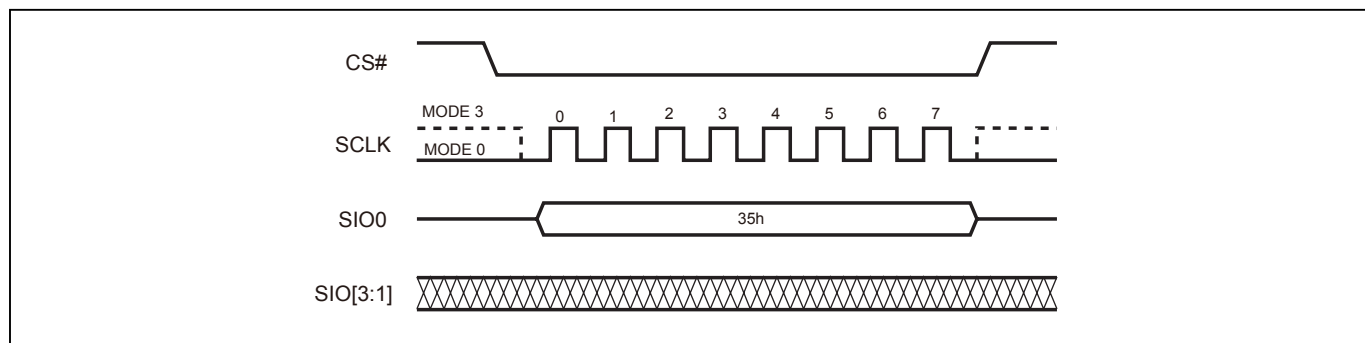 CS#
MODE 3
0 1 2 3 4 5 6 7
SCLK
MODE 0
SIO0
35h
SIO[3:1]